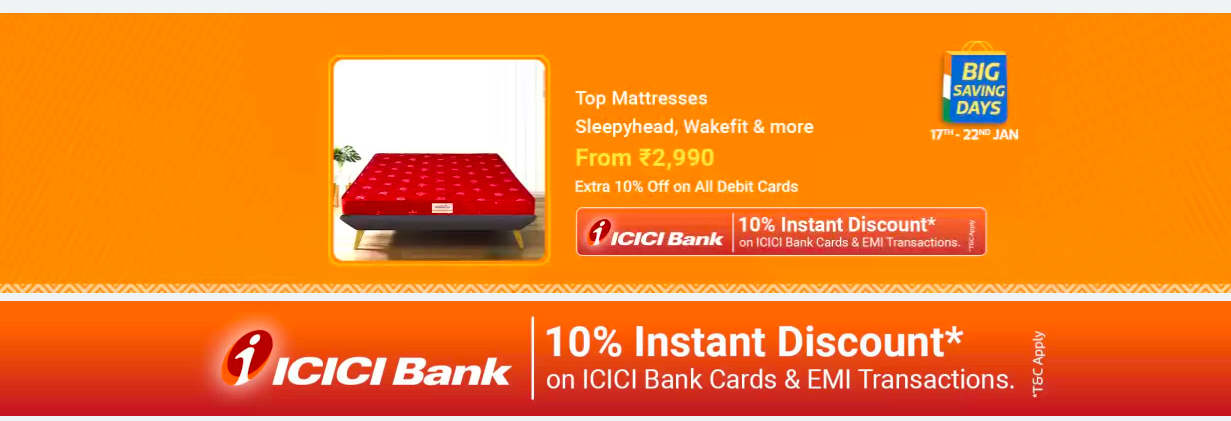 Top Mattresses
Sleepyhead, Wakefit & more
From ₹2,990
Extra 10% Off on All Debit Cards
ICICI Bank
10% Instant Discount*
on ICICI Bank Cards & EMI Transactions.
*T&C Apply
BIG
SAVING
DAYS
17TH - 22ND JAN
ICICI Bank
10% Instant Discount*
on ICICI Bank Cards & EMI Transactions.
*T&C Apply